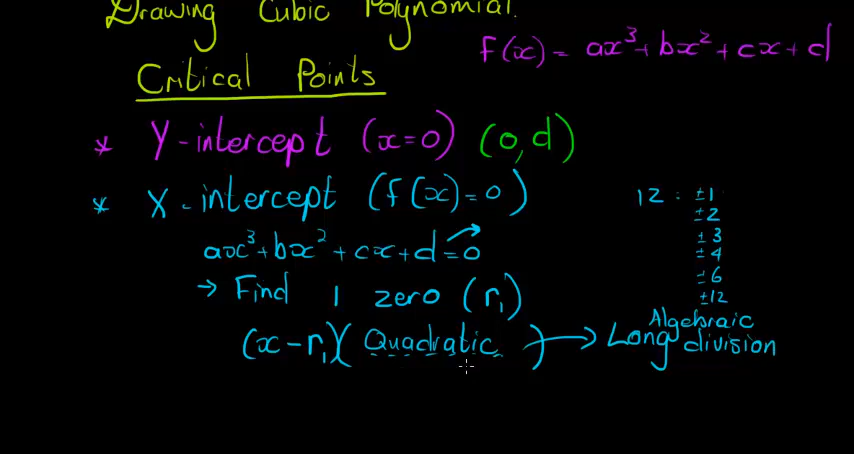 Drawing Cubic Polynomial.
f(x) = ax³ + bx² + cx + d
Critical Points
* Y-intercept (x=0) (0,d)
* X-intercept (f(x)=0)
ax³+bx²+cx+d=0
→ Find 1 zero (r₁)
(x-r₁)(Quadratic) → Algebraic Long division
12 : ±1
±2
±3
±4
±6
±12